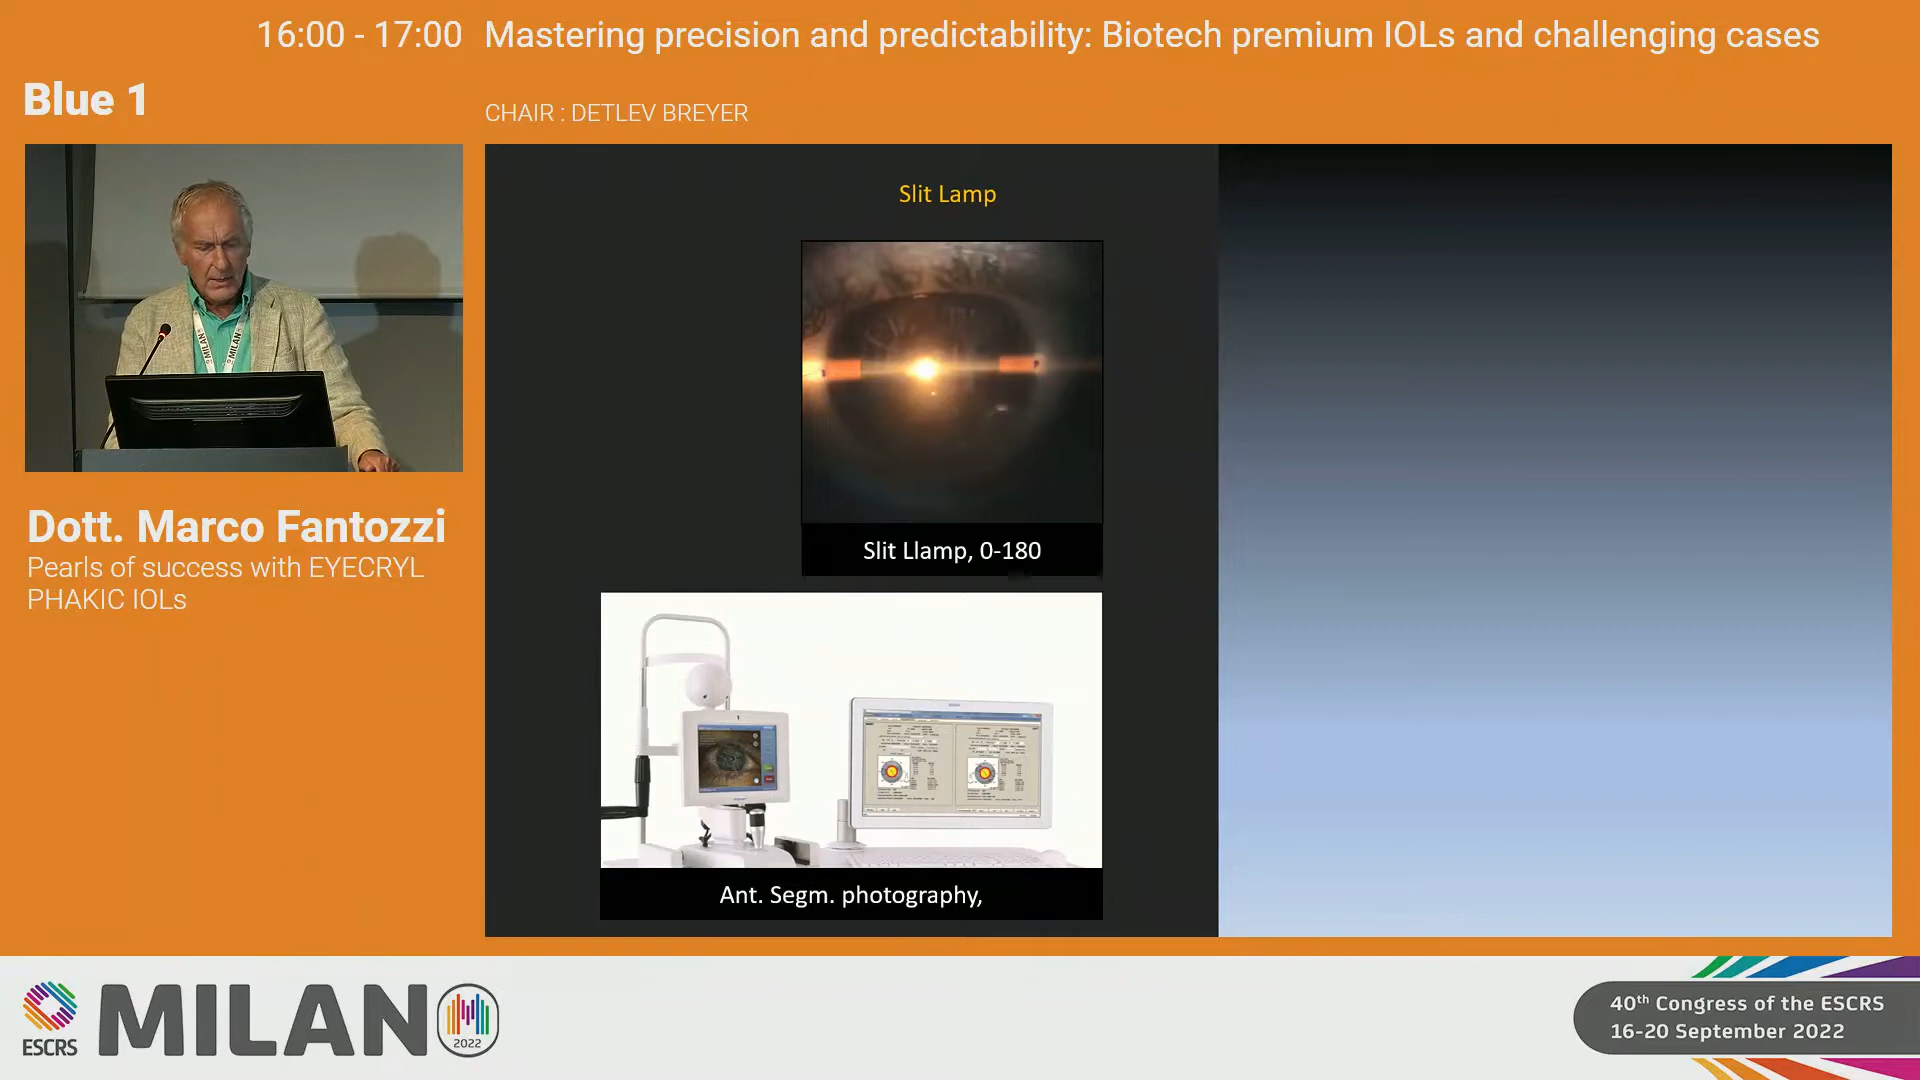 16:00 - 17:00 Mastering precision and predictability: Biotech premium IOLs and challenging cases
Blue 1
CHAIR : DETLEV BREYER
Slit Lamp
MILAN
MILAN
Dott. Marco Fantozzi
Pearls of success with EYECRYL
PHAKIC IOLs
Slit Llamp, 0-180
Ant. Segm. photography,
ESCRS
MILANO
2022
40th Congress of the ESCRS
16-20 September 2022